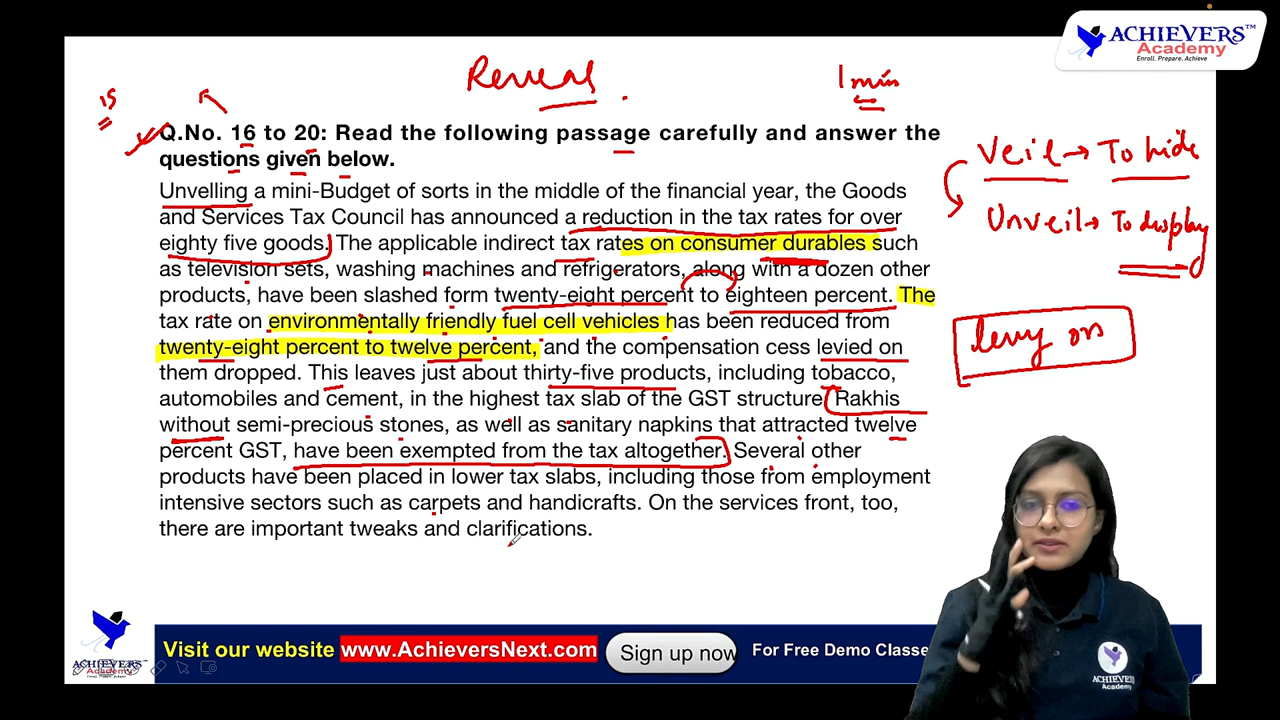 ACHIEVERS™
Academy
Enroll. Prepare. Achieve
Reveal.
1 min
15
Q.No. 16 to 20: Read the following passage carefully and answer the
questions given below.
Veil → To hide
Unveil → To display
Unvelling a mini-Budget of sorts in the middle of the financial year, the Goods
and Services Tax Council has announced a reduction in the tax rates for over
eighty five goods. The applicable indirect tax rates on consumer durables such
as television sets, washing machines and refrigerators, along with a dozen other
products, have been slashed form twenty-eight percent to eighteen percent. The
tax rate on environmentally friendly fuel cell vehicles has been reduced from
twenty-eight percent to twelve percent, and the compensation cess levied on
them dropped. This leaves just about thirty-five products, including tobacco,
automobiles and cement, in the highest tax slab of the GST structure Rakhis
without semi-precious stones, as well as sanitary napkins that attracted twelve
percent GST, have been exempted from the tax altogether. Several other
products have been placed in lower tax slabs, including those from employment
intensive sectors such as carpets and handicrafts. On the services front, too,
there are important tweaks and clarifications.
levy on
ACHIEVERS
Academy
Visit our website www.AchieversNext.com Sign up now For Free Demo Classe
ACHIEVERS
Academy